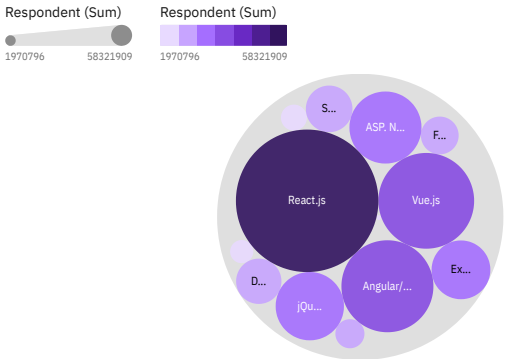 Respondent (Sum)
1970796 58321909
Respondent (Sum)
1970796 58321909
S...
ASP. N...
F...
React.js
Vue.js
D...
Ex...
Angular/...
jQu...